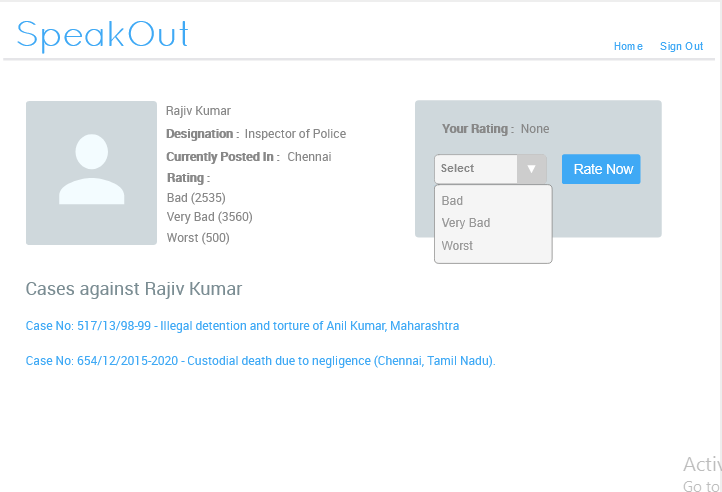 SpeakOut
Home Sign Out
Rajiv Kumar
Designation : Inspector of Police
Currently Posted In : Chennai
Rating :
Bad (2535)
Very Bad (3560)
Worst (500)
Your Rating : None
Select ▼ Rate Now
Bad
Very Bad
Worst
Cases against Rajiv Kumar
Case No: 517/13/98-99 - Illegal detention and torture of Anil Kumar, Maharashtra
Case No: 654/12/2015-2020 - Custodial death due to negligence (Chennai, Tamil Nadu).
Activ
Go to